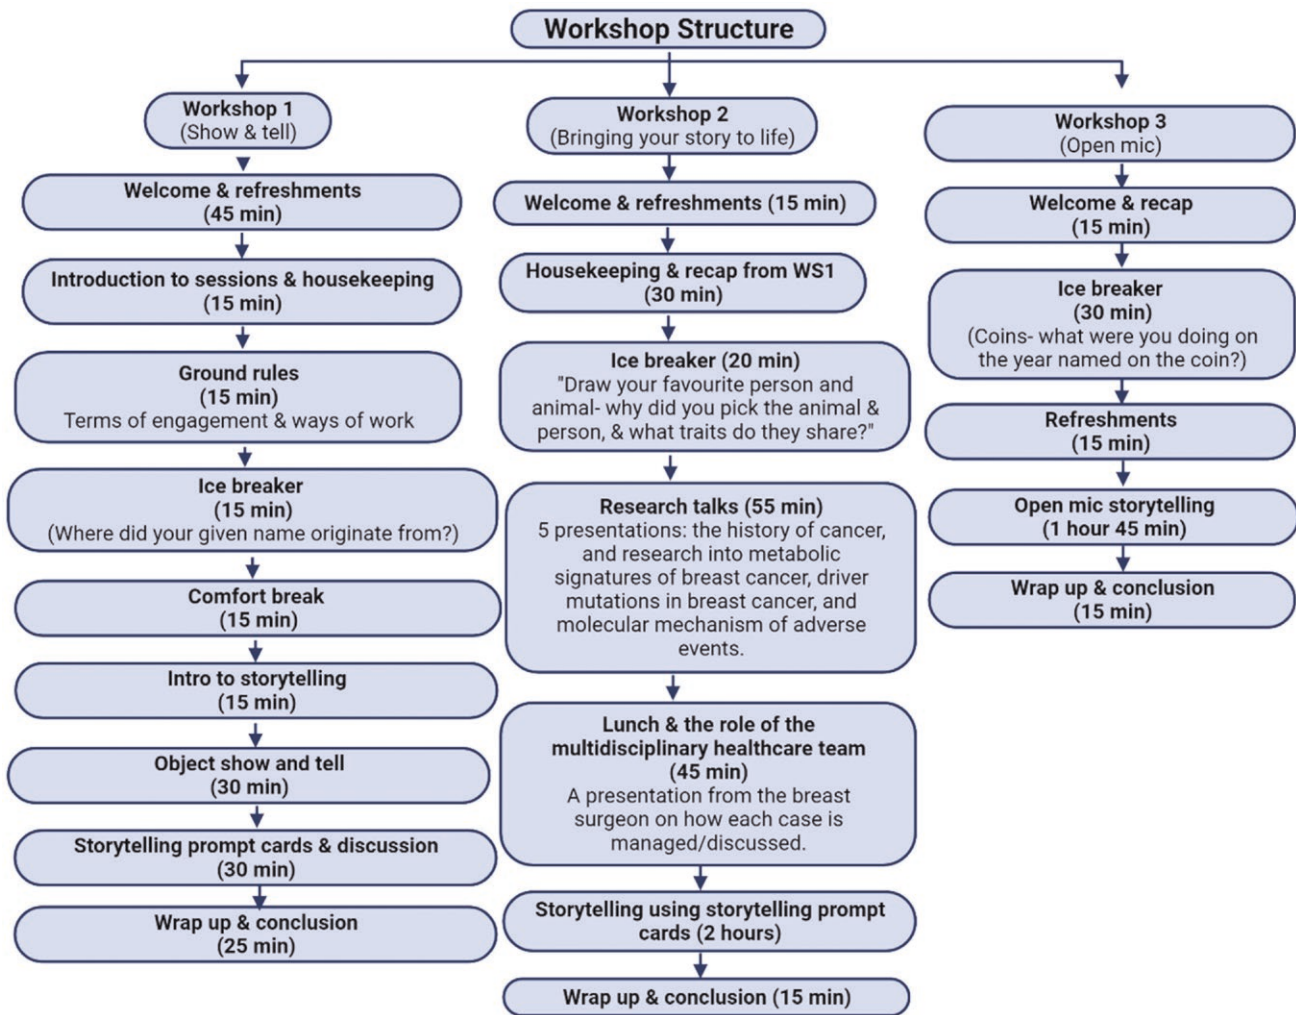 Workshop Structure
Workshop 1
(Show & tell)
Welcome & refreshments
(45 min)
Introduction to sessions & housekeeping
(15 min)
Ground rules
(15 min)
Terms of engagement & ways of work
Ice breaker
(15 min)
(Where did your given name originate from?)
Comfort break
(15 min)
Intro to storytelling
(15 min)
Object show and tell
(30 min)
Storytelling prompt cards & discussion
(30 min)
Wrap up & conclusion
(25 min)
Workshop 2
(Bringing your story to life)
Welcome & refreshments (15 min)
Housekeeping & recap from WS1
(30 min)
Ice breaker (20 min)
"Draw your favourite person and
animal- why did you pick the animal &
person, & what traits do they share?"
Research talks (55 min)
5 presentations: the history of cancer,
and research into metabolic
signatures of breast cancer, driver
mutations in breast cancer, and
molecular mechanism of adverse
events.
Lunch & the role of the
multidisciplinary healthcare team
(45 min)
A presentation from the breast
surgeon on how each case is
managed/discussed.
Storytelling using storytelling prompt
cards (2 hours)
Wrap up & conclusion (15 min)
Workshop 3
(Open mic)
Welcome & recap
(15 min)
Ice breaker
(30 min)
(Coins- what were you doing on
the year named on the coin?)
Refreshments
(15 min)
Open mic storytelling
(1 hour 45 min)
Wrap up & conclusion
(15 min)